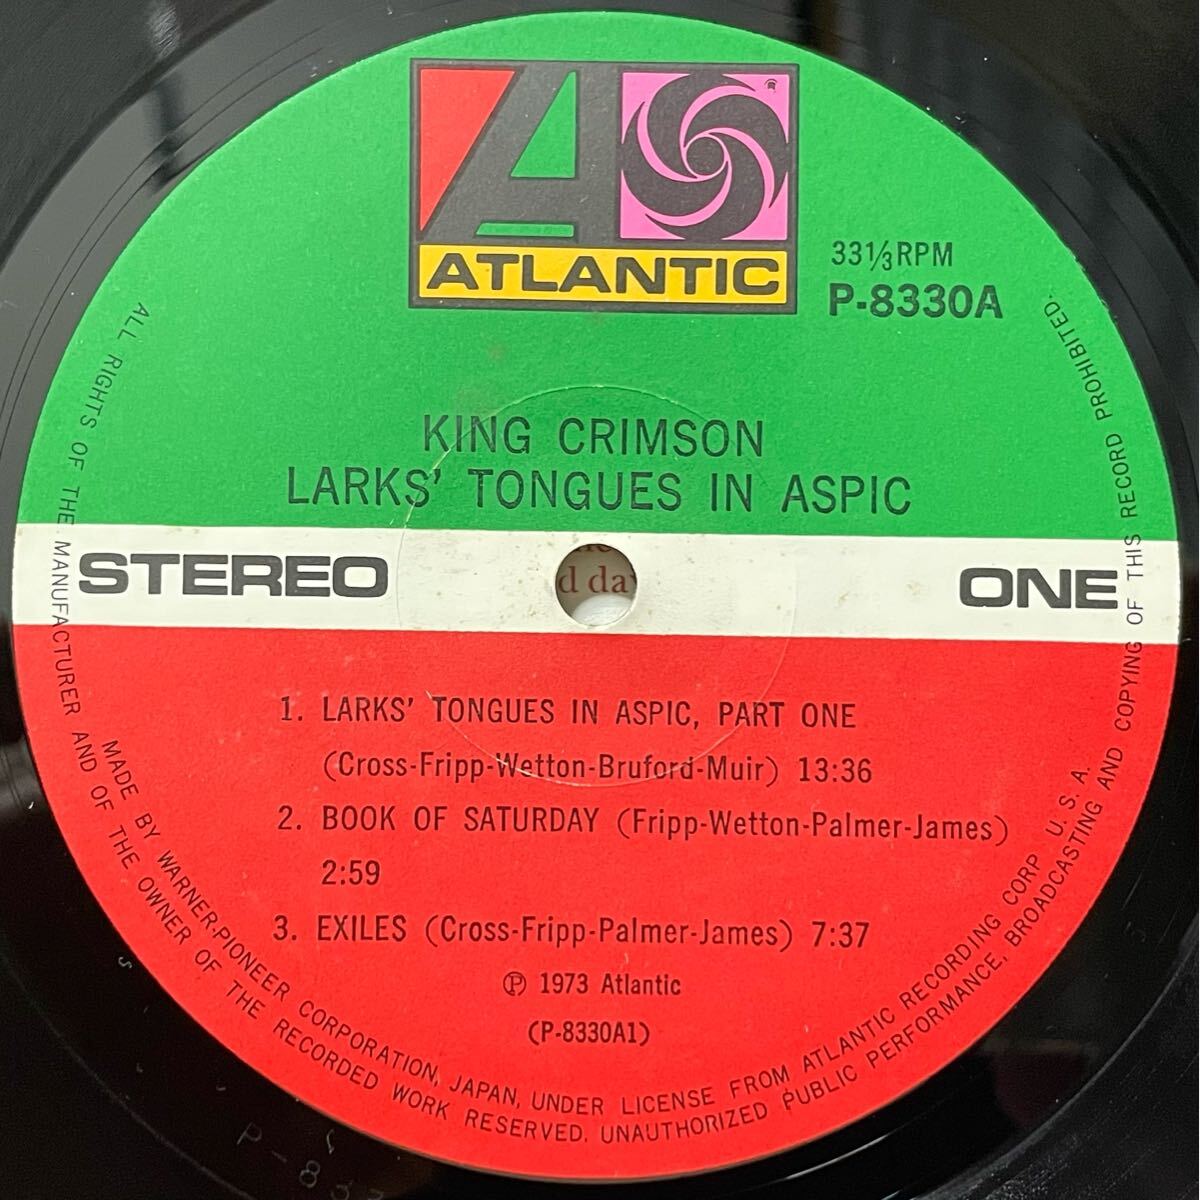 ATLANTIC
33⅓RPM
P-8330A
KING CRIMSON
LARKS' TONGUES IN ASPIC
STEREO
ONE
d da
1. LARKS' TONGUES IN ASPIC, PART ONE
(Cross-Fripp-Wetton-Bruford-Muir) 13:36
2. BOOK OF SATURDAY (Fripp-Wetton-Palmer-James)
2:59
3. EXILES (Cross-Fripp-Palmer-James) 7:37
Ⓟ 1973 Atlantic
(P-8330A1)
MADE BY WARNER-PIONEER CORPORATION, JAPAN, UNDER LICENSE FROM ATLANTIC RECORDING CORP U. S. A.
ALL RIGHTS OF THE MANUFACTURER AND OF THE OWNER OF THE RECORDED WORK RESERVED. UNAUTHORIZED PUBLIC PERFORMANCE, BROADCASTING AND COPYING OF THIS RECORD PROHIBITED.
P-83